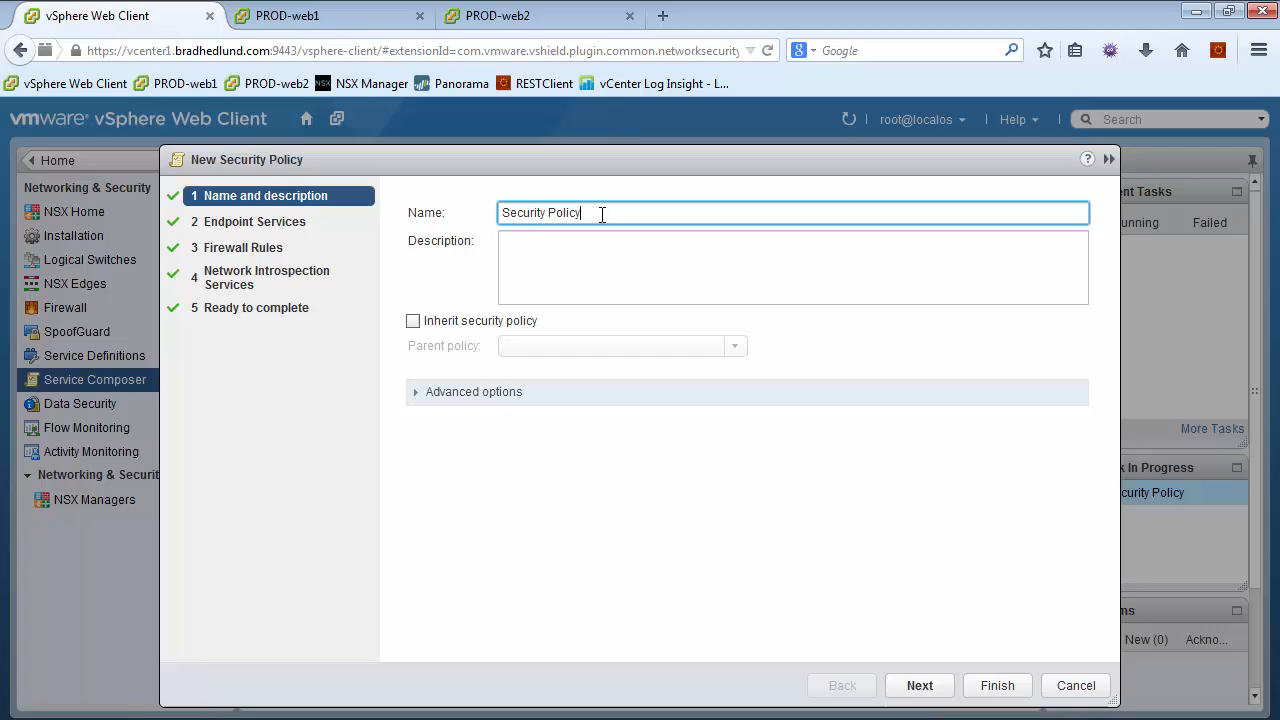 vSphere Web Client
PROD-web1
PROD-web2
https://vcenter1.bradhedlund.com:9443/vsphere-client/#extensionId=com.vmware.vshield.plugin.common.networksecurity
Google
vSphere Web Client
PROD-web1
PROD-web2
NSX Manager
Panorama
RESTClient
vCenter Log Insight - L...
vmware vSphere Web Client
root@localos
Help
Search
Home
Networking & Security
NSX Home
Installation
Logical Switches
NSX Edges
Firewall
SpoofGuard
Service Definitions
Service Composer
Data Security
Flow Monitoring
Activity Monitoring
Networking & Securit
NSX Managers
New Security Policy
1 Name and description
2 Endpoint Services
3 Firewall Rules
4 Network Introspection
Services
5 Ready to complete
Name:
Security Policy
Description:
Inherit security policy
Parent policy:
Advanced options
Back
Next
Finish
Cancel
ent Tasks
unning
Failed
More Tasks
k In Progress
curity Policy
ms
New (0)
Ackno...